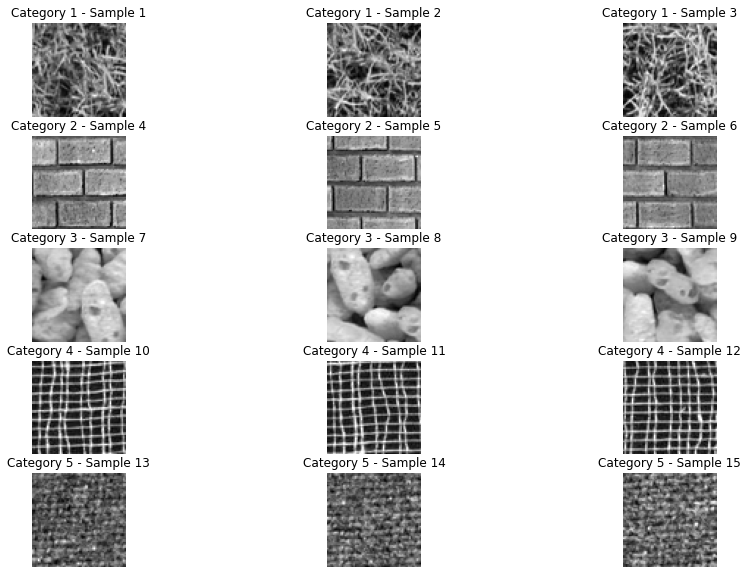 Category 1 - Sample 1
Category 1 - Sample 2
Category 1 - Sample 3
Category 2 - Sample 4
Category 2 - Sample 5
Category 2 - Sample 6
Category 3 - Sample 7
Category 3 - Sample 8
Category 3 - Sample 9
Category 4 - Sample 10
Category 4 - Sample 11
Category 4 - Sample 12
Category 5 - Sample 13
Category 5 - Sample 14
Category 5 - Sample 15